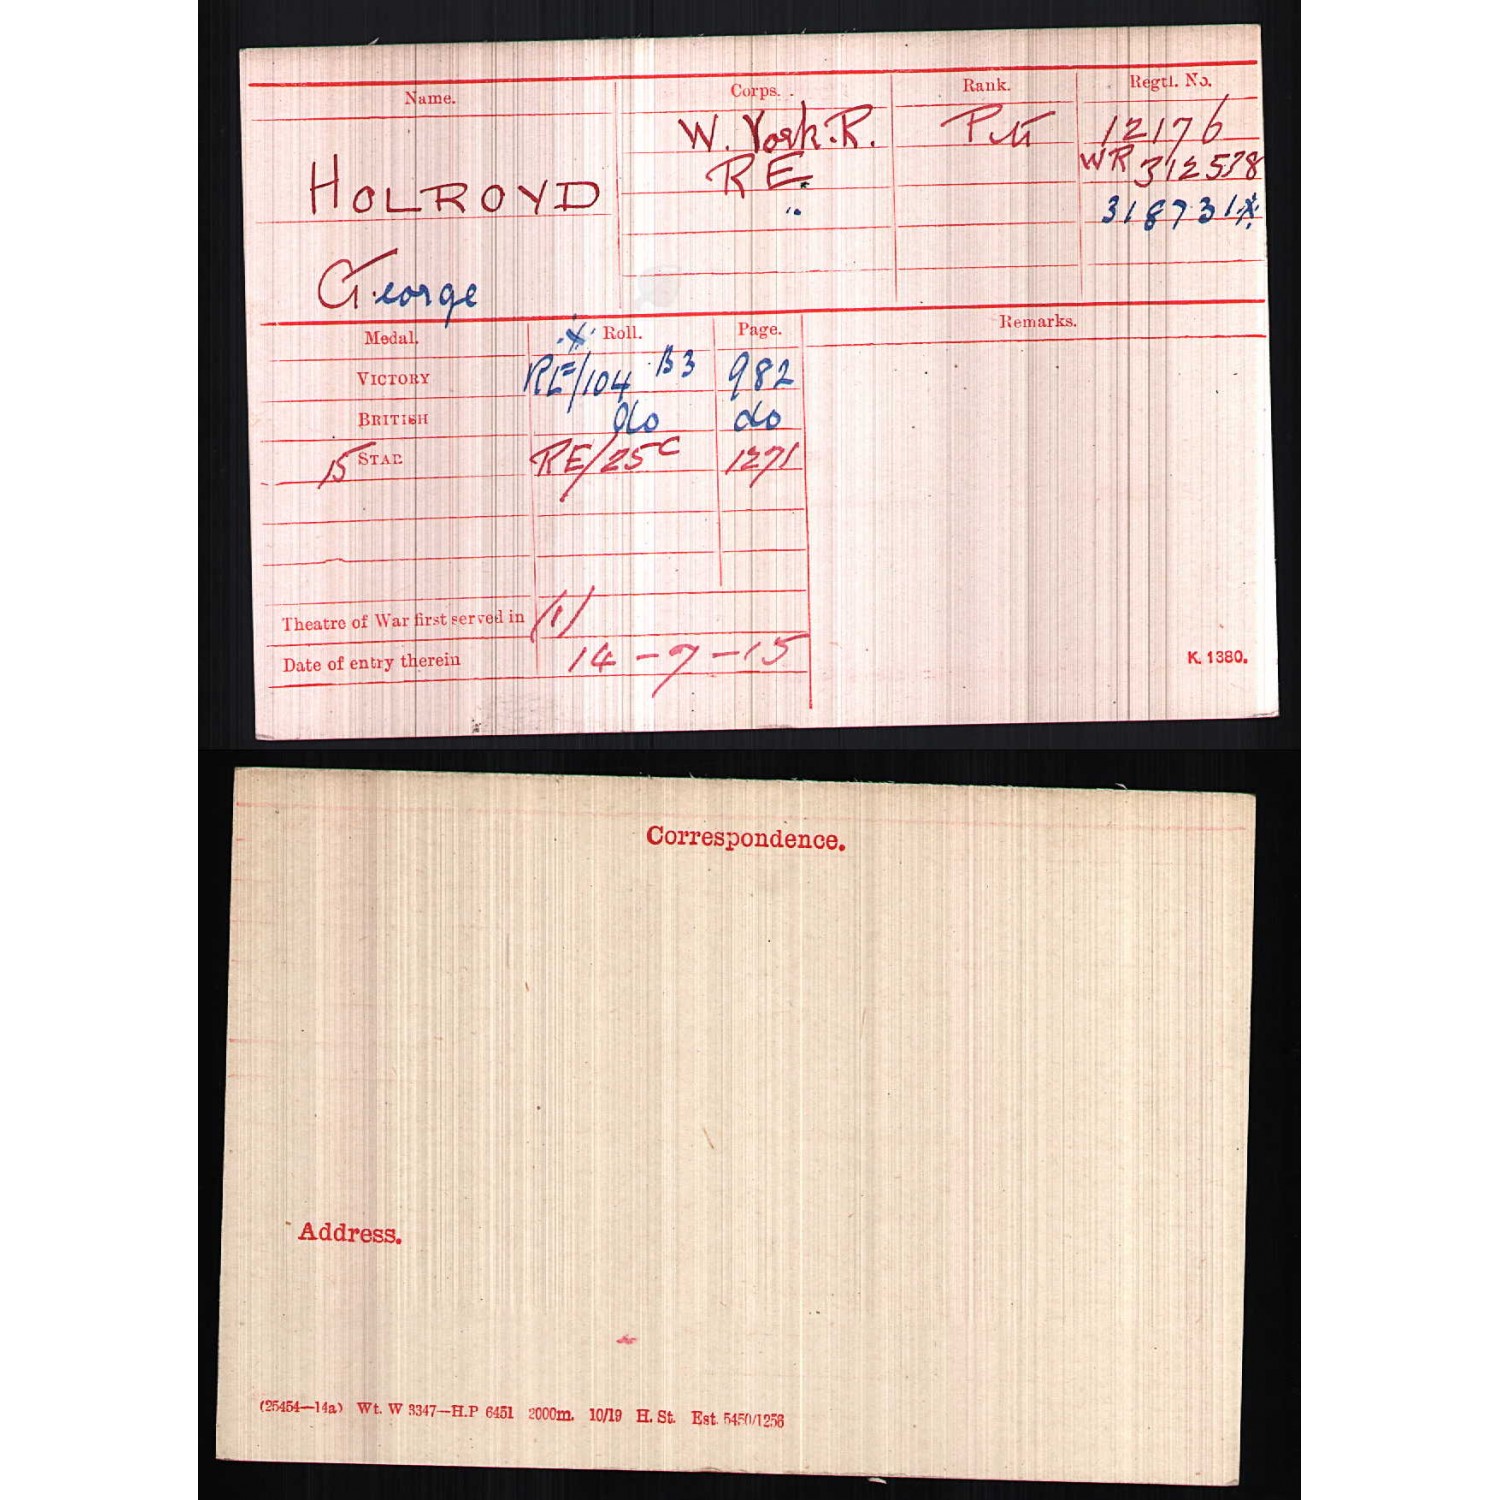 Name. Corps. Rank. Regtl. No.
W. York. R. Pte 12176
HOLROYD RE WR 312578
" 318731 X
George
Medal. X Roll. Page. Remarks.
VICTORY RE/104 B3 982
BRITISH do do
15 STAR RE/25C 1271
Theatre of War first served in (1)
Date of entry therein 14-7-15
K. 1380.
Correspondence.
Address.
(25454—14a) Wt. W 3347—H.P 6451 2000m. 10/19 H. St. Est. 5450/1256